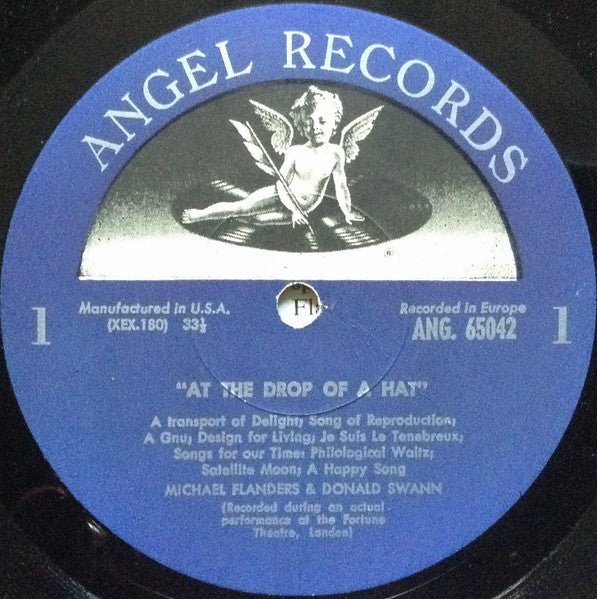 ANGEL RECORDS
®
Manufactured in U.S.A.
(XEX.180) 33⅓
Recorded in Europe
ANG. 65042
1
1
"AT THE DROP OF A HAT"
A transport of Delight; Song of Reproduction;
A Gnu; Design for Living; Je Suis Le Tenebreux;
Songs for our Time: Philological Waltz;
Satellite Moon; A Happy Song
MICHAEL FLANDERS & DONALD SWANN
(Recorded during an actual
performance at the Fortune
Theatre, London)